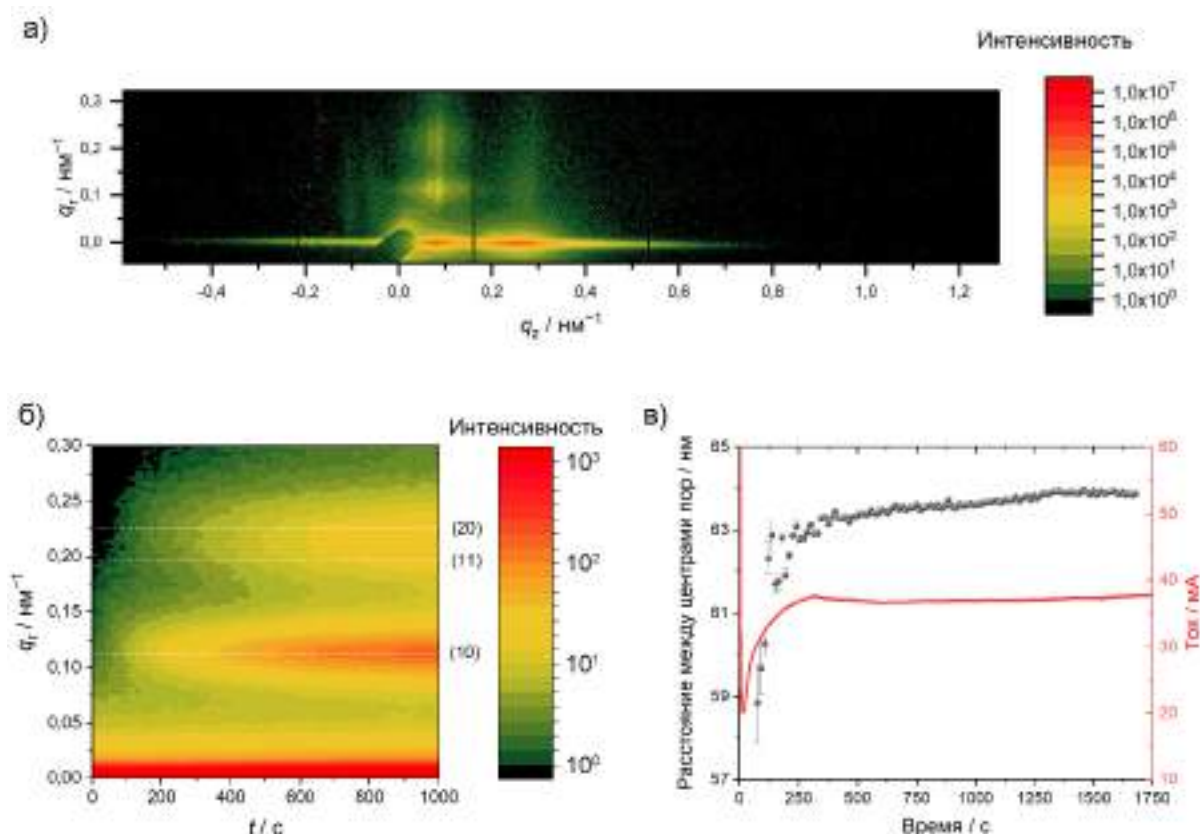 а)
Интенсивность
1,0x10⁷
1,0x10⁶
1,0x10⁵
1,0x10⁴
1,0x10³
1,0x10²
1,0x10¹
1,0x10⁰
0,3
0,2
0,1
0,0
qᵣ / нм⁻¹
-0,4 -0,2 0,0 0,2 0,4 0,6 0,8 1,0 1,2
q_z / нм⁻¹
б)
Интенсивность
10³
10²
10¹
10⁰
0,30
0,25
0,20
0,15
0,10
0,05
0,00
qᵣ / нм⁻¹
(20)
(11)
(10)
0 200 400 600 800 1000
t / с
в)
Расстояние между центрами пор / нм
65
63
61
59
57
60
50
40
30
20
10
Ток / мА
0 250 500 750 1000 1250 1500 1750
Время / с